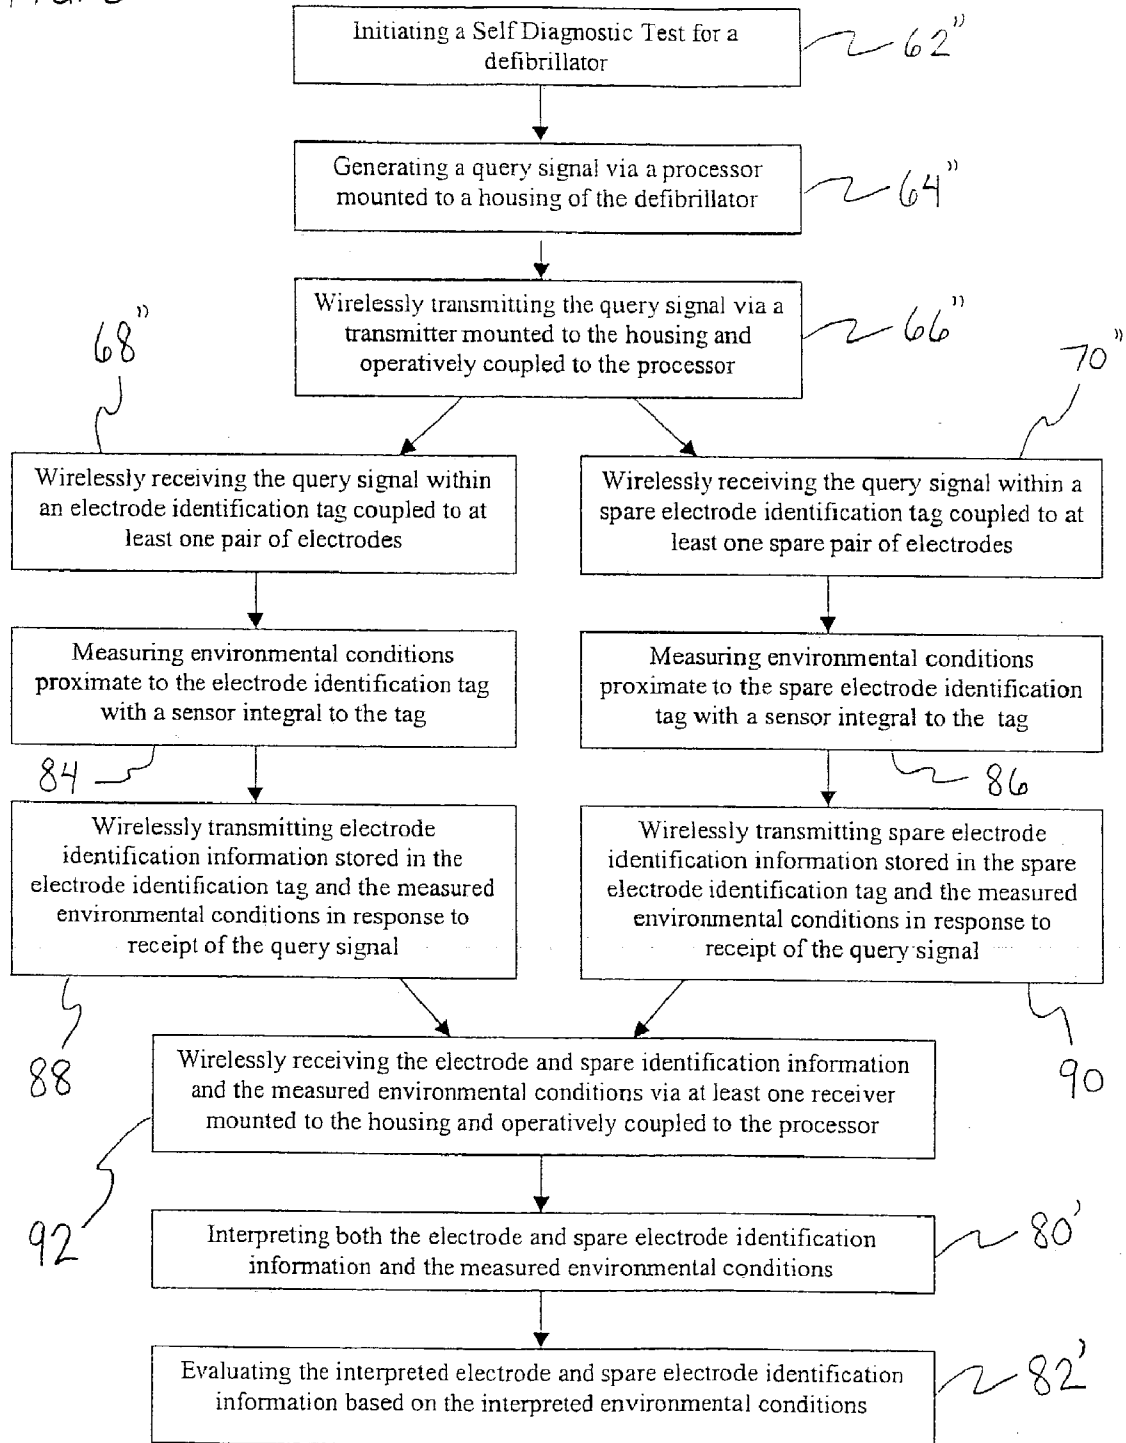 Initiating a Self Diagnostic Test for a
defibrillator
62"
Generating a query signal via a processor
mounted to a housing of the defibrillator
64"
Wirelessly transmitting the query signal via a
transmitter mounted to the housing and
operatively coupled to the processor
66"
68"
70"
Wirelessly receiving the query signal within
an electrode identification tag coupled to at
least one pair of electrodes
Wirelessly receiving the query signal within a
spare electrode identification tag coupled to at
least one spare pair of electrodes
Measuring environmental conditions
proximate to the electrode identification tag
with a sensor integral to the tag
84
Measuring environmental conditions
proximate to the spare electrode identification
tag with a sensor integral to the tag
86
Wirelessly transmitting electrode
identification information stored in the
electrode identification tag and the measured
environmental conditions in response to
receipt of the query signal
88
Wirelessly transmitting spare electrode
identification information stored in the spare
electrode identification tag and the measured
environmental conditions in response to
receipt of the query signal
90
Wirelessly receiving the electrode and spare identification information
and the measured environmental conditions via at least one receiver
mounted to the housing and operatively coupled to the processor
92
Interpreting both the electrode and spare electrode identification
information and the measured environmental conditions
80'
Evaluating the interpreted electrode and spare electrode identification
information based on the interpreted environmental conditions
82'